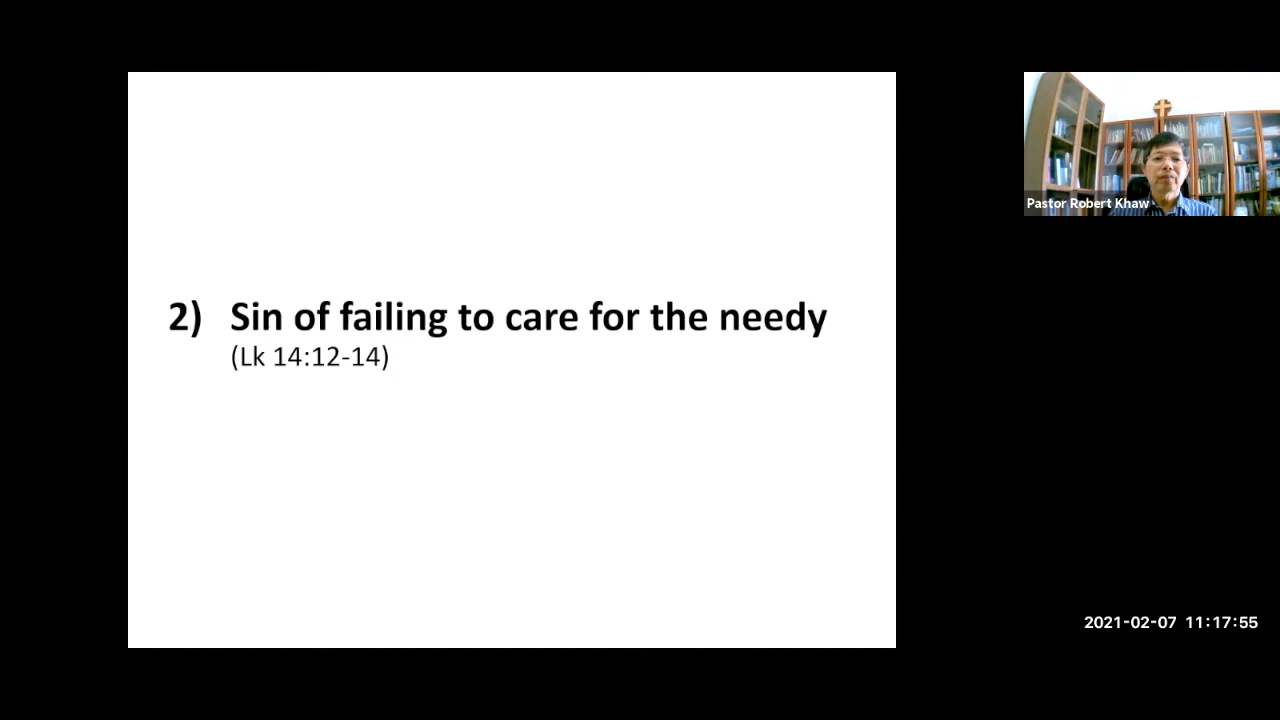 2) Sin of failing to care for the needy
(Lk 14:12-14)
Pastor Robert Khaw
2021-02-07 11:17:55